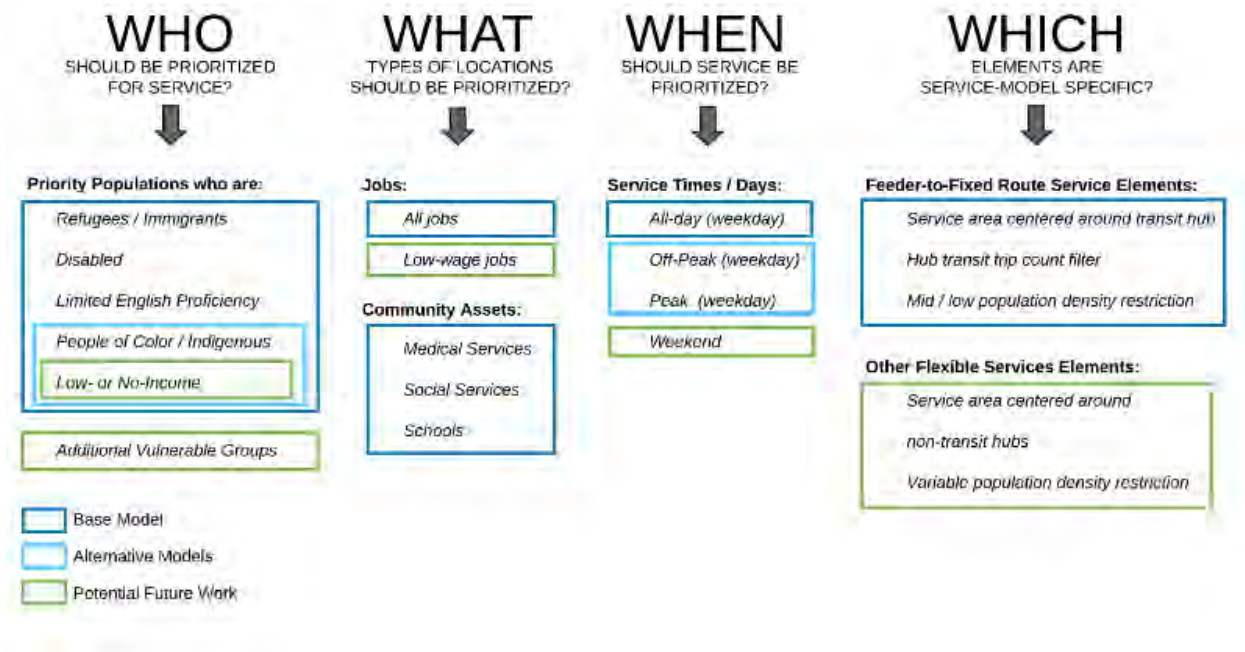 WHO
SHOULD BE PRIORITIZED
FOR SERVICE?
Priority Populations who are:
Refugees / Immigrants
Disabled
Limited English Proficiency
People of Color / Indigenous
Low- or No-Income
Additional Vulnerable Groups
Base Model
Alternative Models
Potential Future Work
WHAT
TYPES OF LOCATIONS
SHOULD BE PRIORITIZED?
Jobs:
All jobs
Low-wage jobs
Community Assets:
Medical Services
Social Services
Schools
WHEN
SHOULD SERVICE BE
PRIORITIZED?
Service Times / Days:
All-day (weekday)
Off-Peak (weekday)
Peak (weekday)
Weekend
WHICH
ELEMENTS ARE
SERVICE-MODEL SPECIFIC?
Feeder-to-Fixed Route Service Elements:
Service area centered around transit hub
Hub transit trip count filter
Mid / low population density restriction
Other Flexible Services Elements:
Service area centered around
non-transit hubs
Variable population density restriction